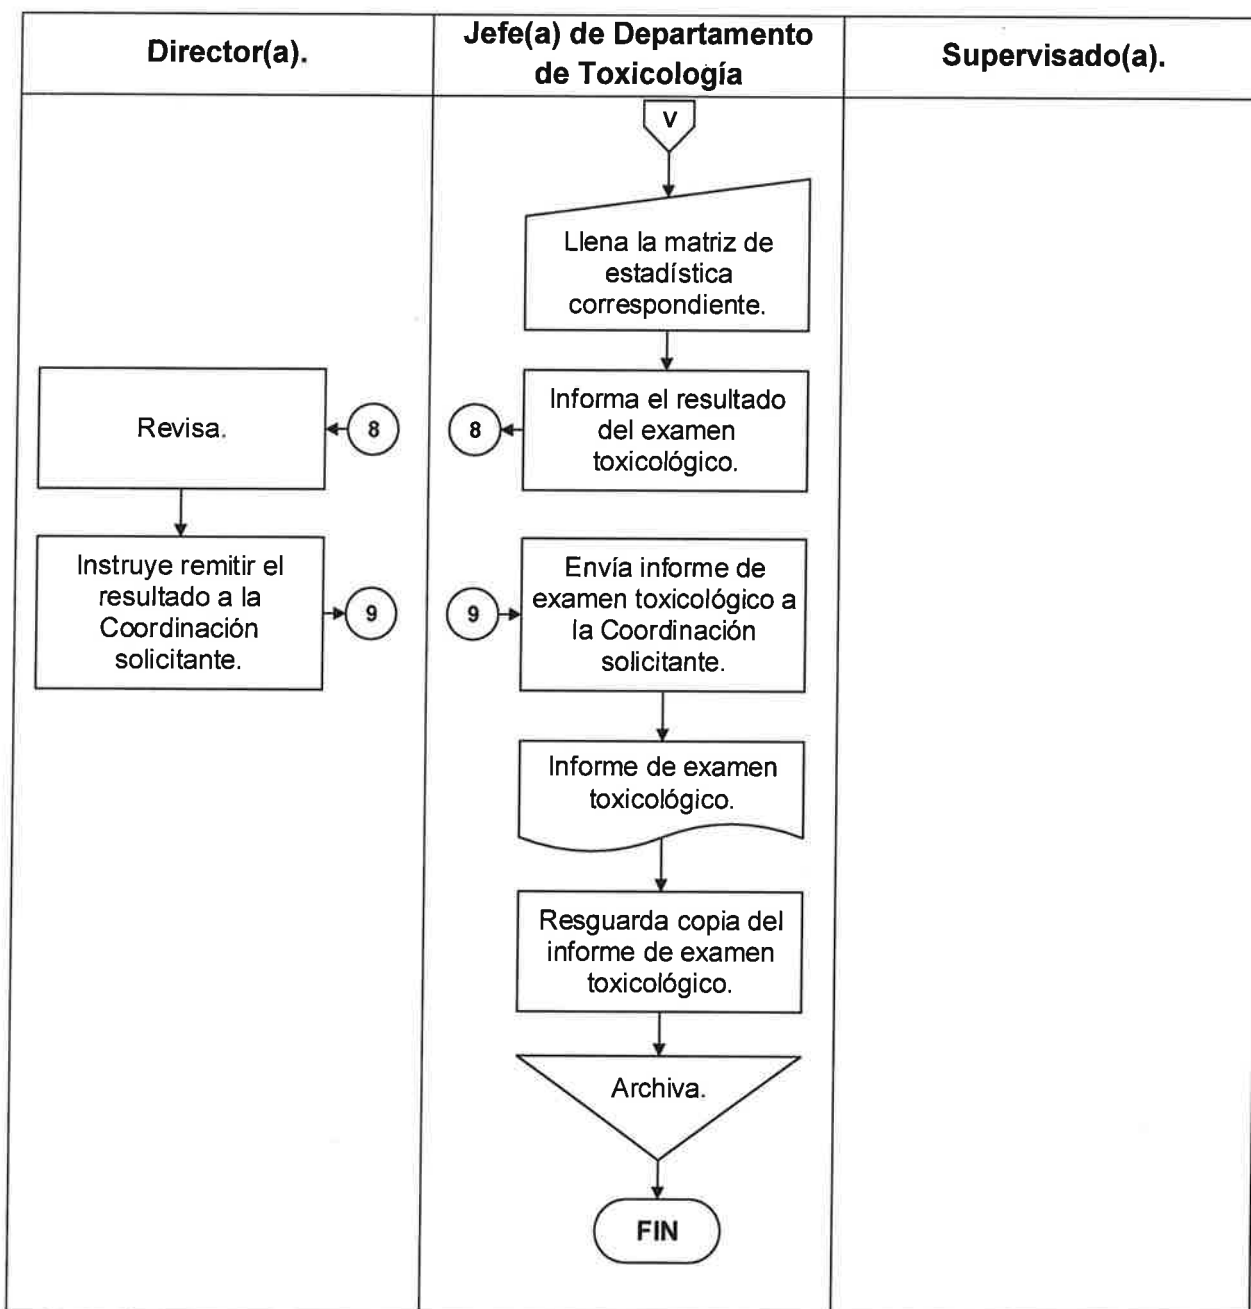 Director(a).
Jefe(a) de Departamento
de Toxicología
Supervisado(a).
V
Llena la matriz de
estadística
correspondiente.
Informa el resultado
del examen
toxicológico.
8
8
Revisa.
Instruye remitir el
resultado a la
Coordinación
solicitante.
9
9
Envía informe de
examen toxicológico a
la Coordinación
solicitante.
Informe de examen
toxicológico.
Resguarda copia del
informe de examen
toxicológico.
Archiva.
FIN